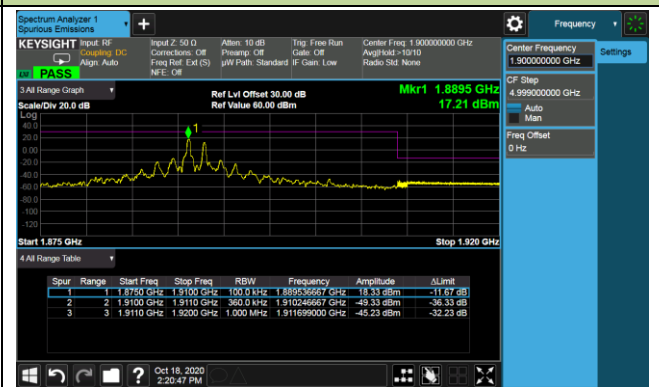 Spectrum Analyzer 1
Spurious Emissions
Frequency
KEYSIGHT
Input: RF
Coupling: DC
Align: Auto
Input Z: 50 Ω
Corrections: Off
Freq Ref: Ext (S)
NFE: Off
Atten: 10 dB
Preamp: Off
µW Path: Standard
Trig: Free Run
Gate: Off
IF Gain: Low
Center Freq: 1.900000000 GHz
Avg|Hold:>10/10
Radio Std: None
PASS
Center Frequency
1.900000000 GHz
Settings
CF Step
4.999000000 GHz
Auto
Man
Freq Offset
0 Hz
3 All Range Graph
Scale/Div 20.0 dB
Ref Lvl Offset 30.00 dB
Ref Value 60.00 dBm
Mkr1 1.8895 GHz
17.21 dBm
Log
40.0
20.0
0.00
-20.0
-40.0
-60.0
-80.0
-100
-120
1
Start 1.875 GHz
Stop 1.920 GHz
4 All Range Table
Spur Range Start Freq Stop Freq RBW Frequency Amplitude ΔLimit
1 1 1.8750 GHz 1.9100 GHz 100.0 kHz 1.889536667 GHz 18.33 dBm -11.67 dB
2 2 1.9100 GHz 1.9110 GHz 360.0 kHz 1.910246667 GHz -49.33 dBm -36.33 dB
3 3 1.9110 GHz 1.9200 GHz 1.000 MHz 1.911699000 GHz -45.23 dBm -32.23 dB
?
Oct 18, 2020
2:20:47 PM